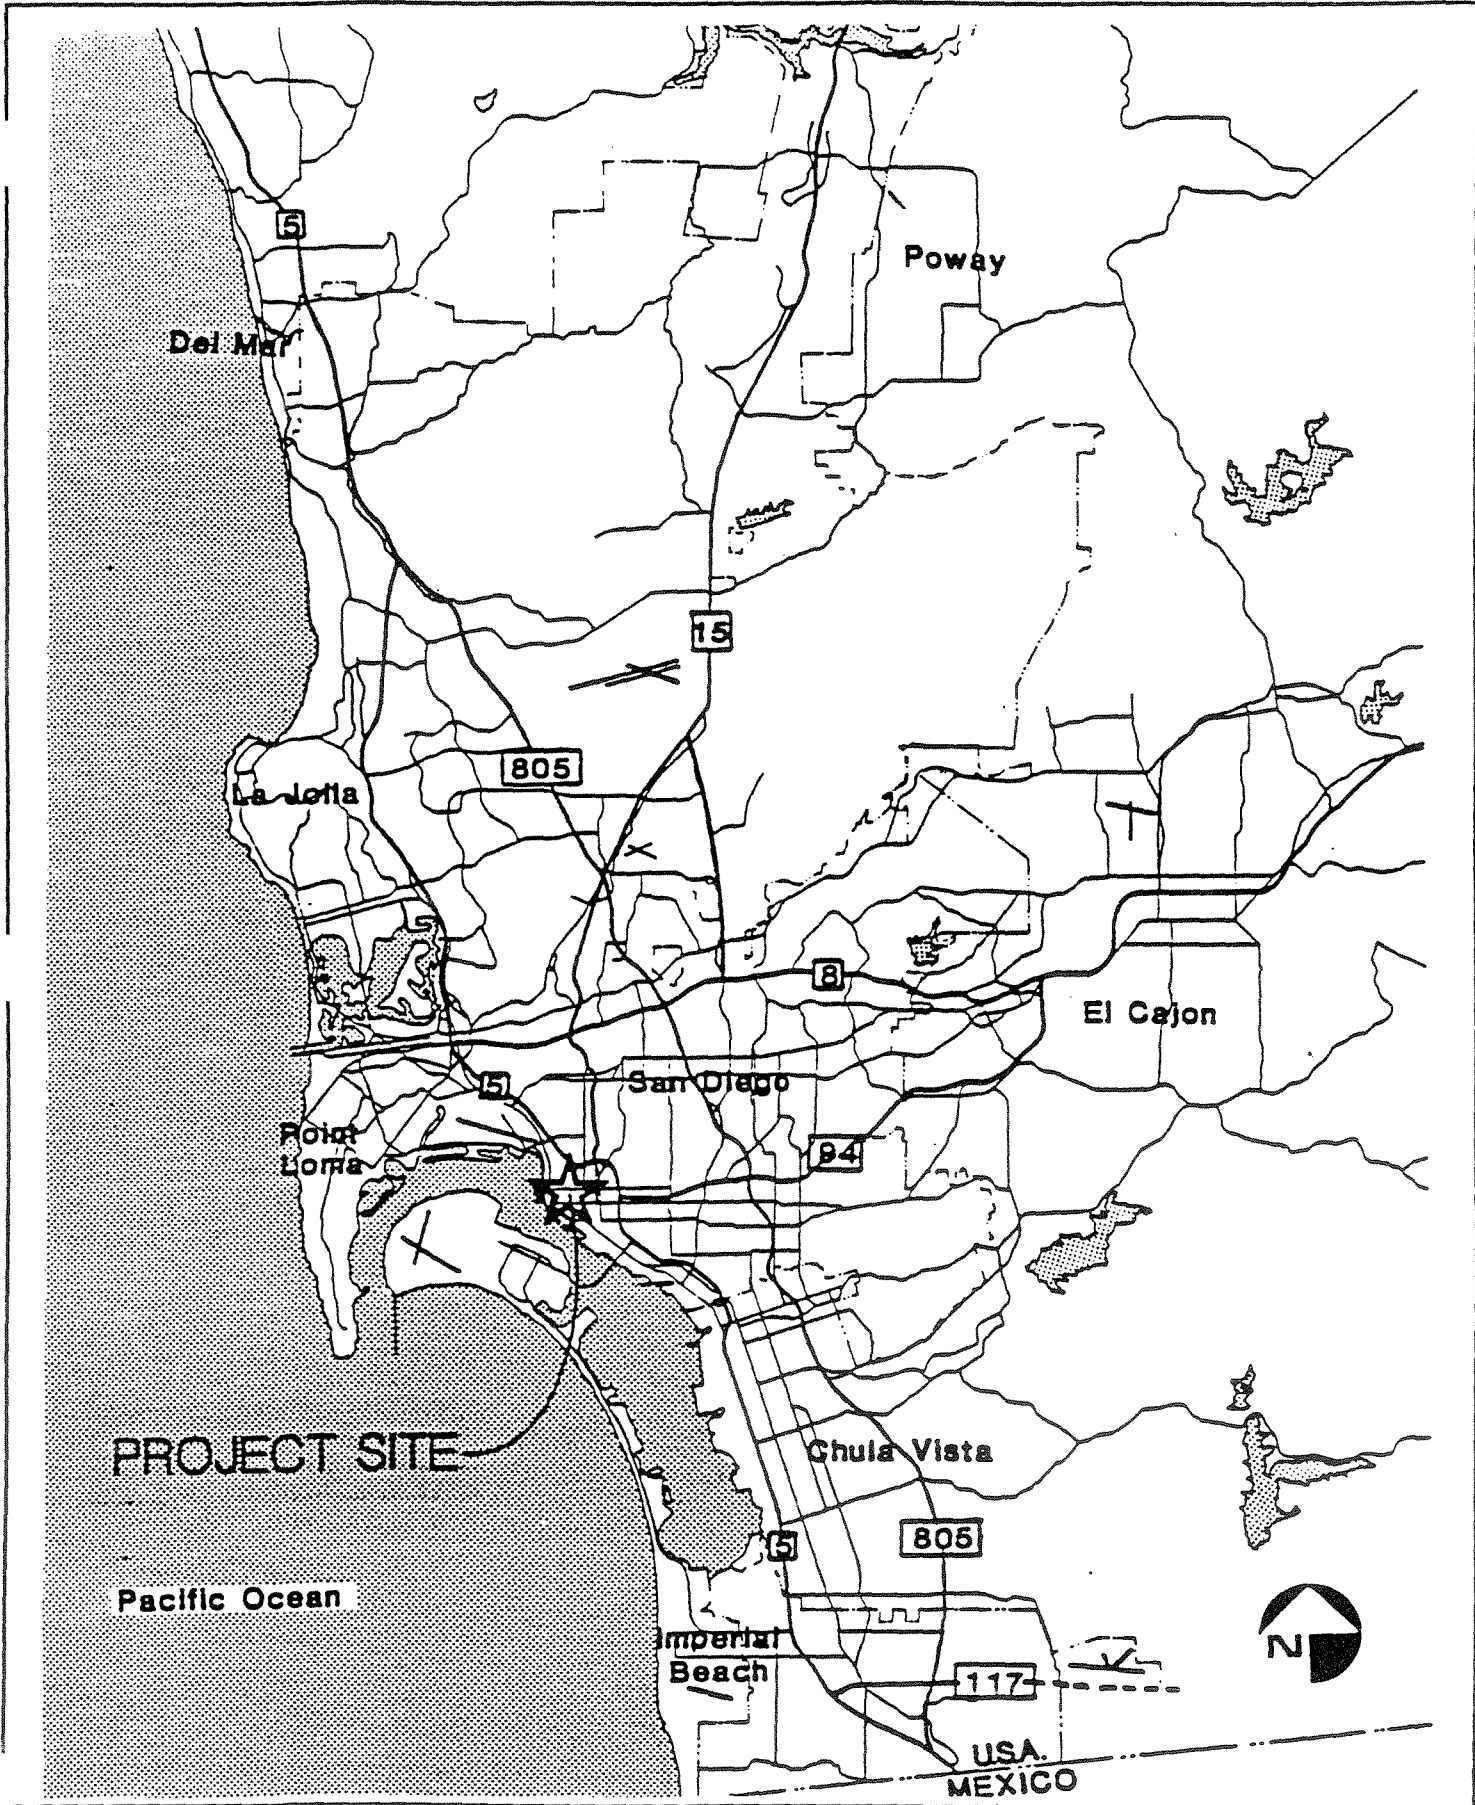 5
Poway
Del Mar
15
805
La Jolla
8
El Cajon
5
San Diego
Point
Loma
94
PROJECT SITE
Chula Vista
5
805
Pacific Ocean
N
Imperial
Beach
117
U.S.A.
MEXICO